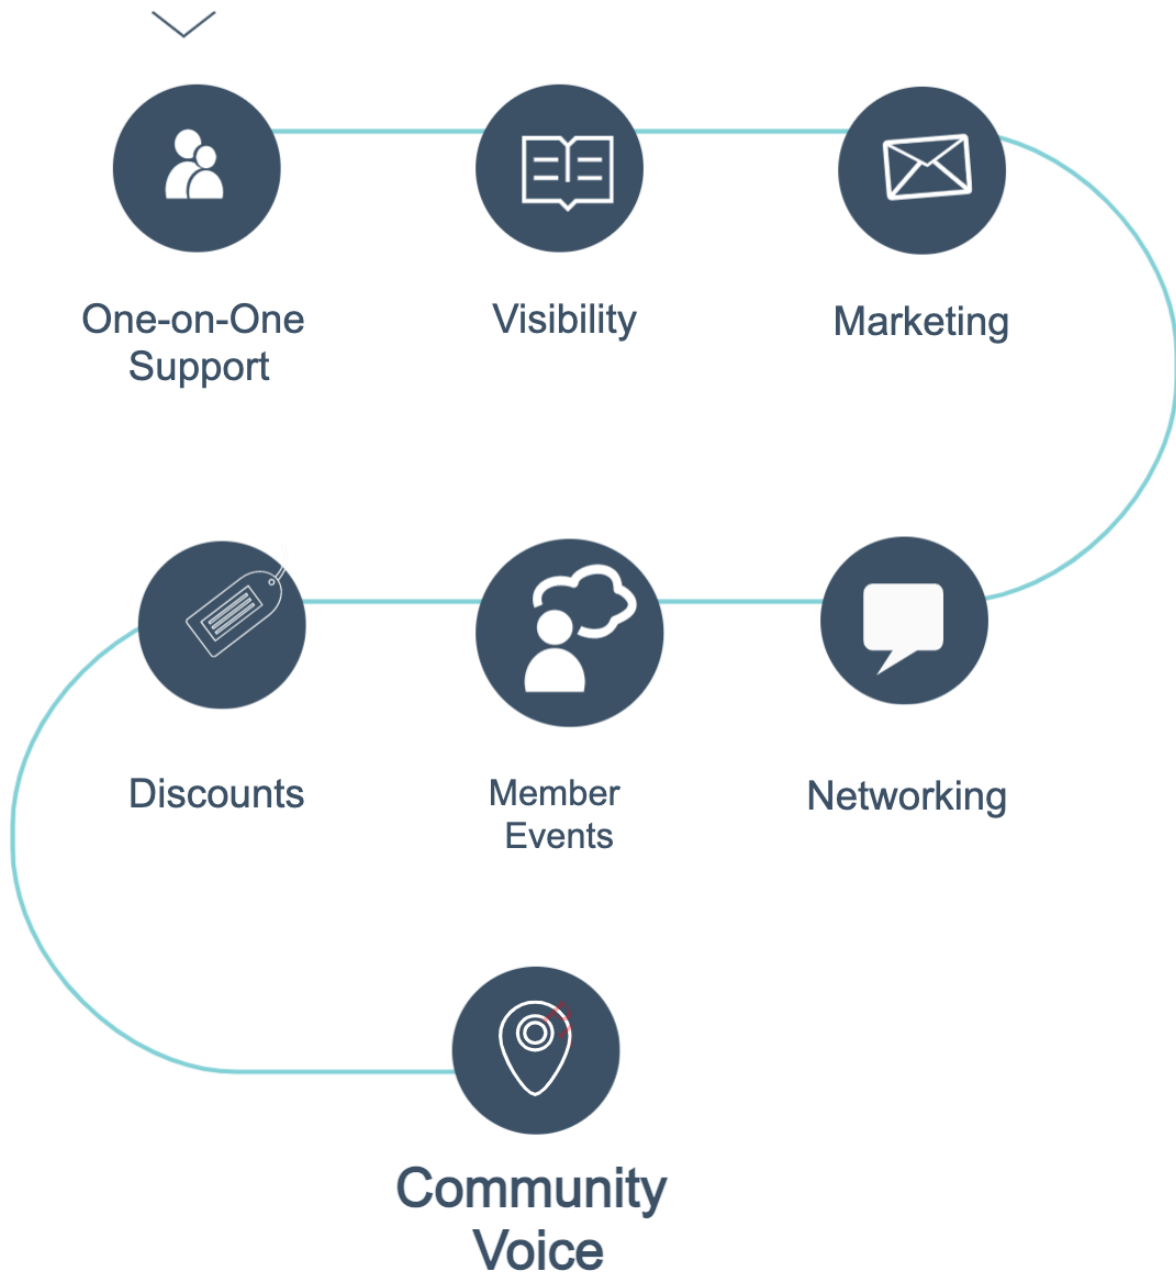 One-on-One
Support
Visibility
Marketing
Discounts
Member
Events
Networking
Community
Voice